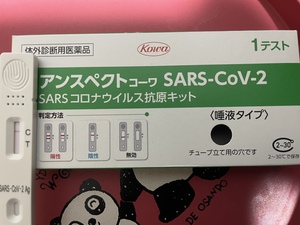 体外診断用医薬品
Kowa
1テスト
アンスペクトコーワ SARS-CoV-2
SARSコロナウイルス抗原キット
判定方法
〈唾液タイプ〉
陽性
陰性
無効
チューブ立て用の穴です
2~30℃
2~30℃で保存
C
T
SARS-CoV-2 Ag
DE OSANPO